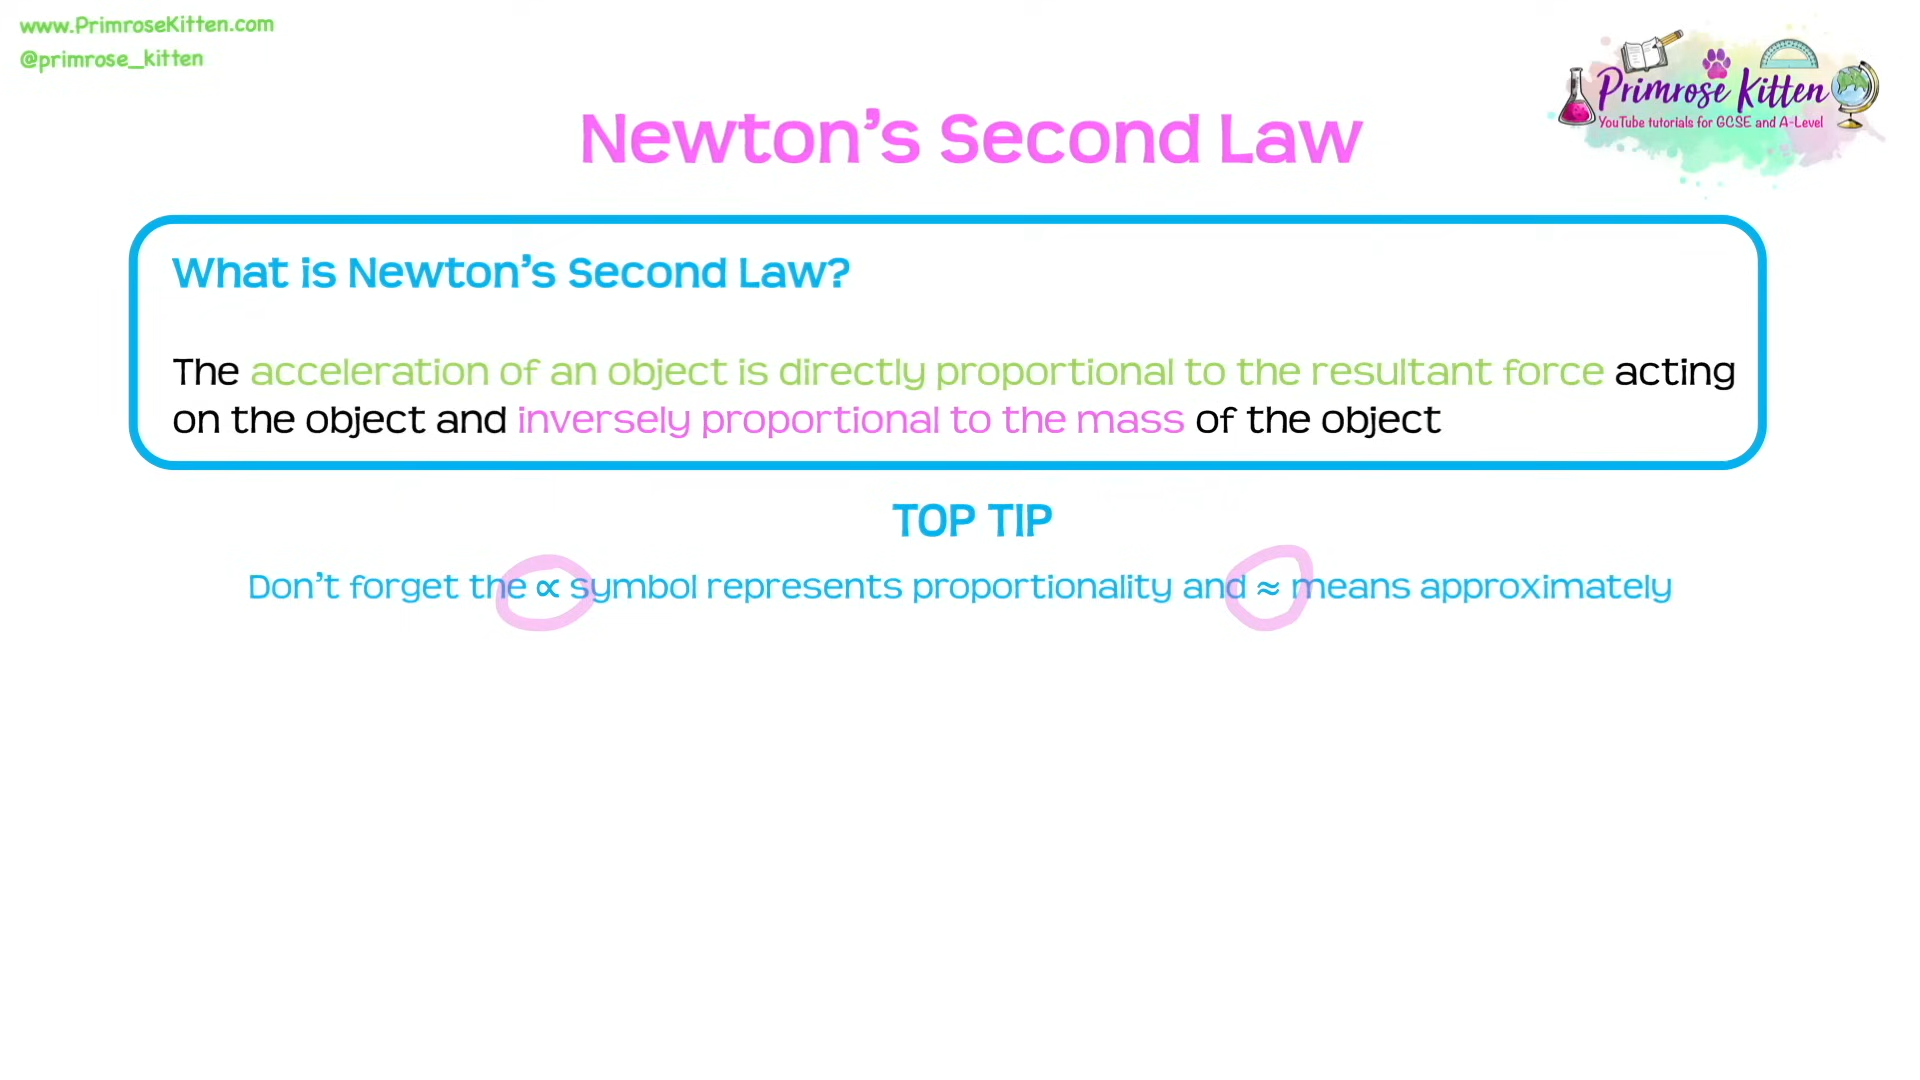 www.PrimroseKitten.com
@primrose_kitten
Primrose Kitten
YouTube tutorials for GCSE and A-Level
Newton’s Second Law
What is Newton’s Second Law?
The acceleration of an object is directly proportional to the resultant force acting
on the object and inversely proportional to the mass of the object
TOP TIP
Don’t forget the ∝ symbol represents proportionality and ≈ means approximately